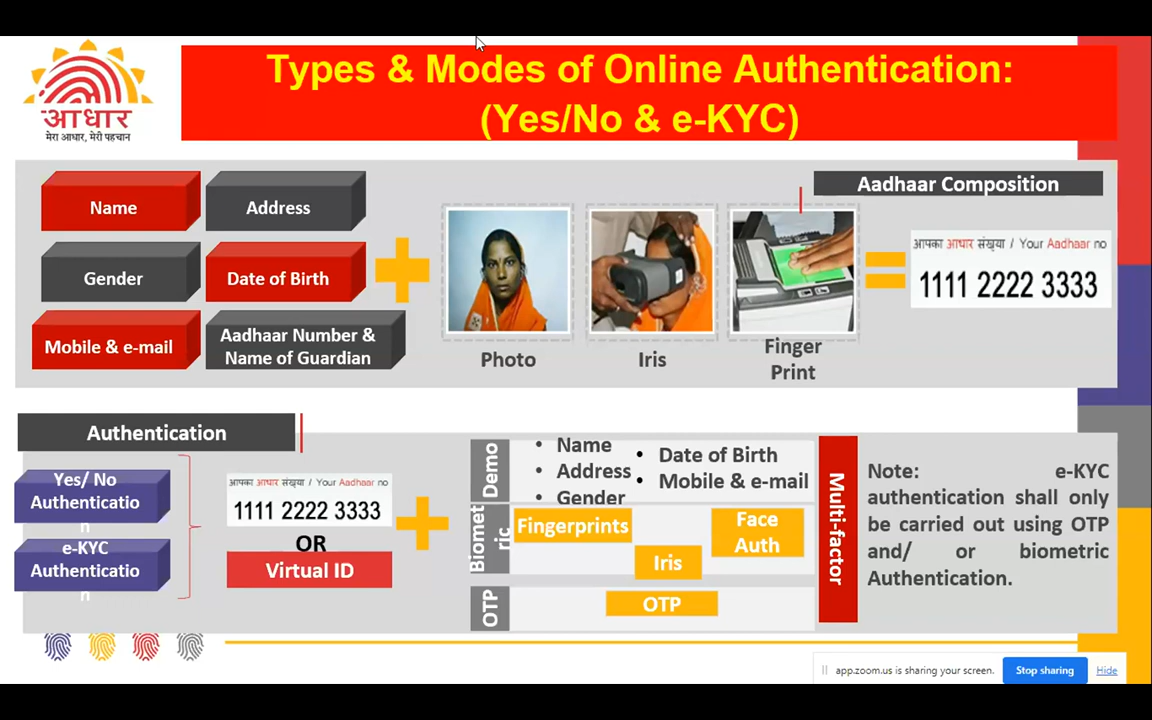 Types & Modes of Online Authentication:
(Yes/No & e-KYC)
आधार
मेरा आधार, मेरी पहचान
Aadhaar Composition
Name
Address
Gender
Date of Birth
Mobile & e-mail
Aadhaar Number &
Name of Guardian
Photo
Iris
Finger
Print
आपका आधार संख्या / Your Aadhaar no
1111 2222 3333
Authentication
Yes/ No
Authenticatio
n
e-KYC
Authenticatio
n
आपका आधार संख्या / Your Aadhaar no
1111 2222 3333
OR
Virtual ID
Demo
• Name
• Address
• Gender
• Date of Birth
• Mobile & e-mail
Biomet
ric
Fingerprints
Iris
Face
Auth
OTP
OTP
Multi-factor
Note: e-KYC
authentication shall only
be carried out using OTP
and/ or biometric
Authentication.
app.zoom.us is sharing your screen.
Stop sharing
Hide